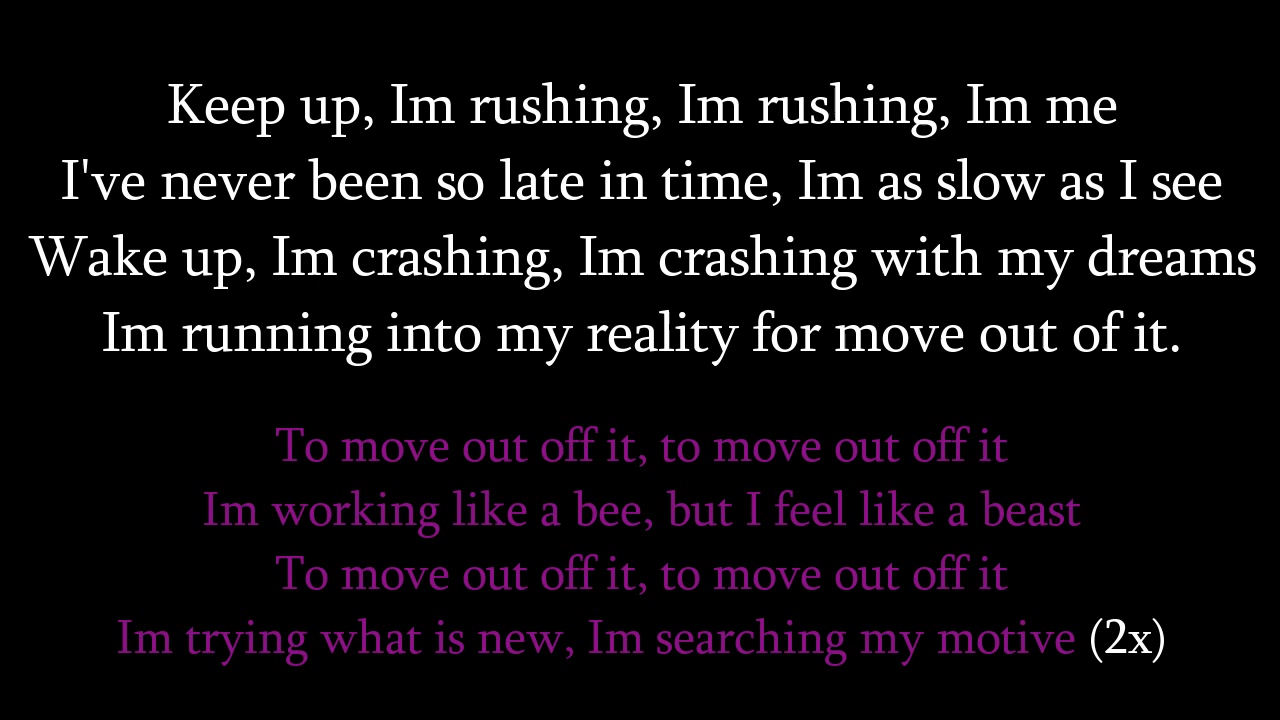 Keep up, Im rushing, Im rushing, Im me
I've never been so late in time, Im as slow as I see
Wake up, Im crashing, Im crashing with my dreams
Im running into my reality for move out of it.
To move out off it, to move out off it
Im working like a bee, but I feel like a beast
To move out off it, to move out off it
Im trying what is new, Im searching my motive (2x)